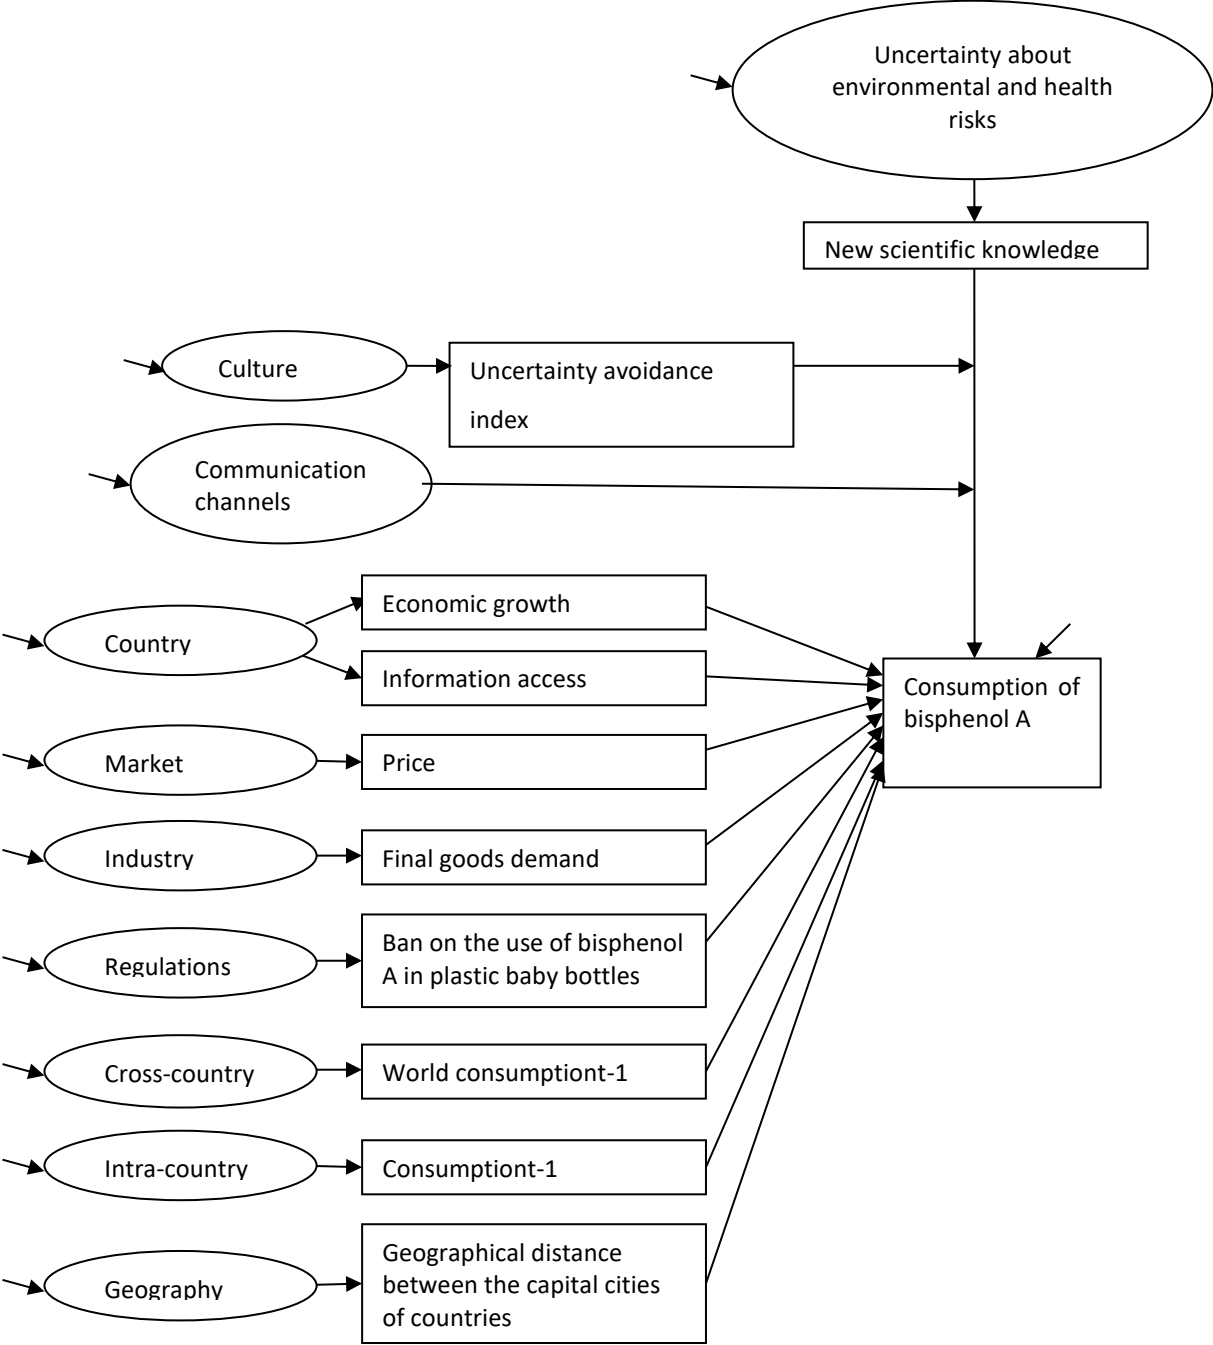 Uncertainty about
environmental and health
risks
New scientific knowledge
Culture
Uncertainty avoidance
index
Communication
channels
Economic growth
Country
Information access
Consumption of
bisphenol A
Market
Price
Industry
Final goods demand
Regulations
Ban on the use of bisphenol
A in plastic baby bottles
Cross-country
World consumptiont-1
Intra-country
Consumptiont-1
Geography
Geographical distance
between the capital cities
of countries